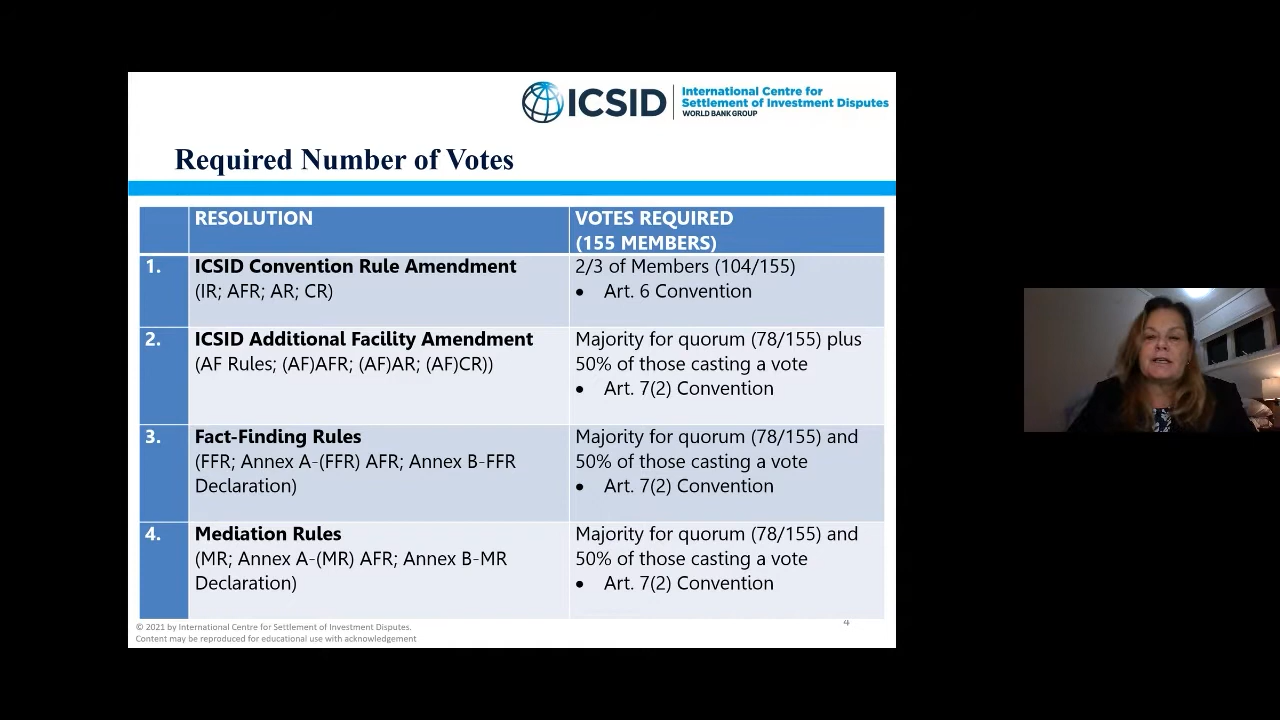 ICSID
International Centre for
Settlement of Investment Disputes
WORLD BANK GROUP
Required Number of Votes
RESOLUTION
VOTES REQUIRED
(155 MEMBERS)
1.
ICSID Convention Rule Amendment
(IR; AFR; AR; CR)
2/3 of Members (104/155)
• Art. 6 Convention
2.
ICSID Additional Facility Amendment
(AF Rules; (AF)AFR; (AF)AR; (AF)CR))
Majority for quorum (78/155) plus
50% of those casting a vote
• Art. 7(2) Convention
3.
Fact-Finding Rules
(FFR; Annex A-(FFR) AFR; Annex B-FFR
Declaration)
Majority for quorum (78/155) and
50% of those casting a vote
• Art. 7(2) Convention
4.
Mediation Rules
(MR; Annex A-(MR) AFR; Annex B-MR
Declaration)
Majority for quorum (78/155) and
50% of those casting a vote
• Art. 7(2) Convention
© 2021 by International Centre for Settlement of Investment Disputes.
Content may be reproduced for educational use with acknowledgement
4